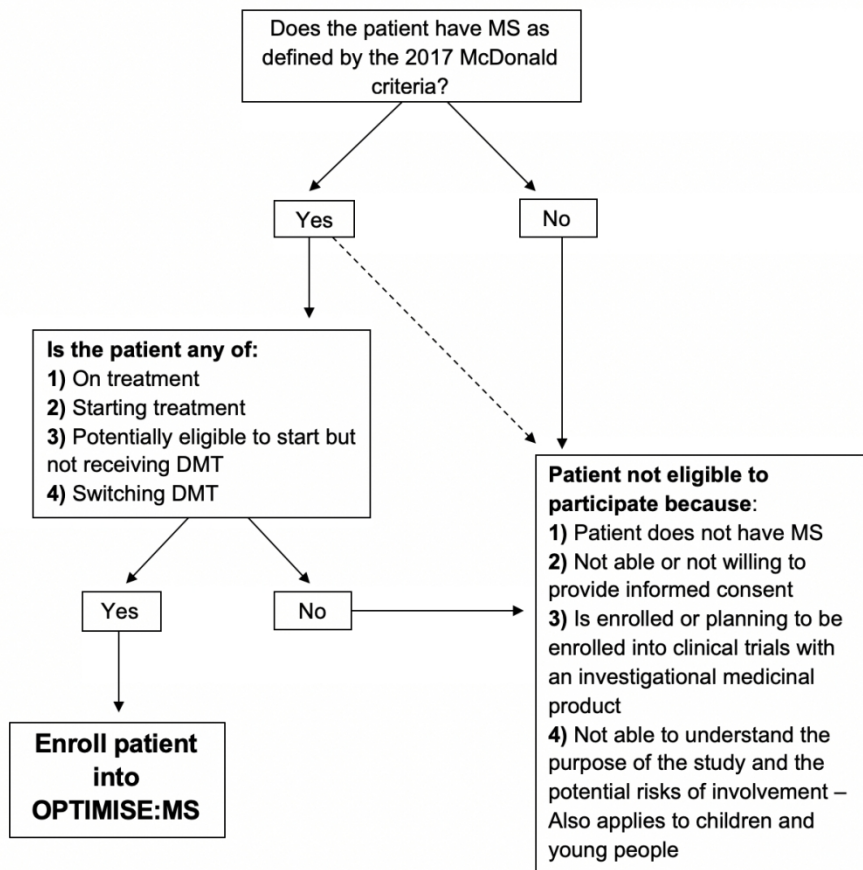 Does the patient have MS as
defined by the 2017 McDonald
criteria?
Yes
No
Is the patient any of:
1) On treatment
2) Starting treatment
3) Potentially eligible to start but
not receiving DMT
4) Switching DMT
Yes
No
Enroll patient
into
OPTIMISE:MS
Patient not eligible to
participate because:
1) Patient does not have MS
2) Not able or not willing to
provide informed consent
3) Is enrolled or planning to be
enrolled into clinical trials with
an investigational medicinal
product
4) Not able to understand the
purpose of the study and the
potential risks of involvement –
Also applies to children and
young people